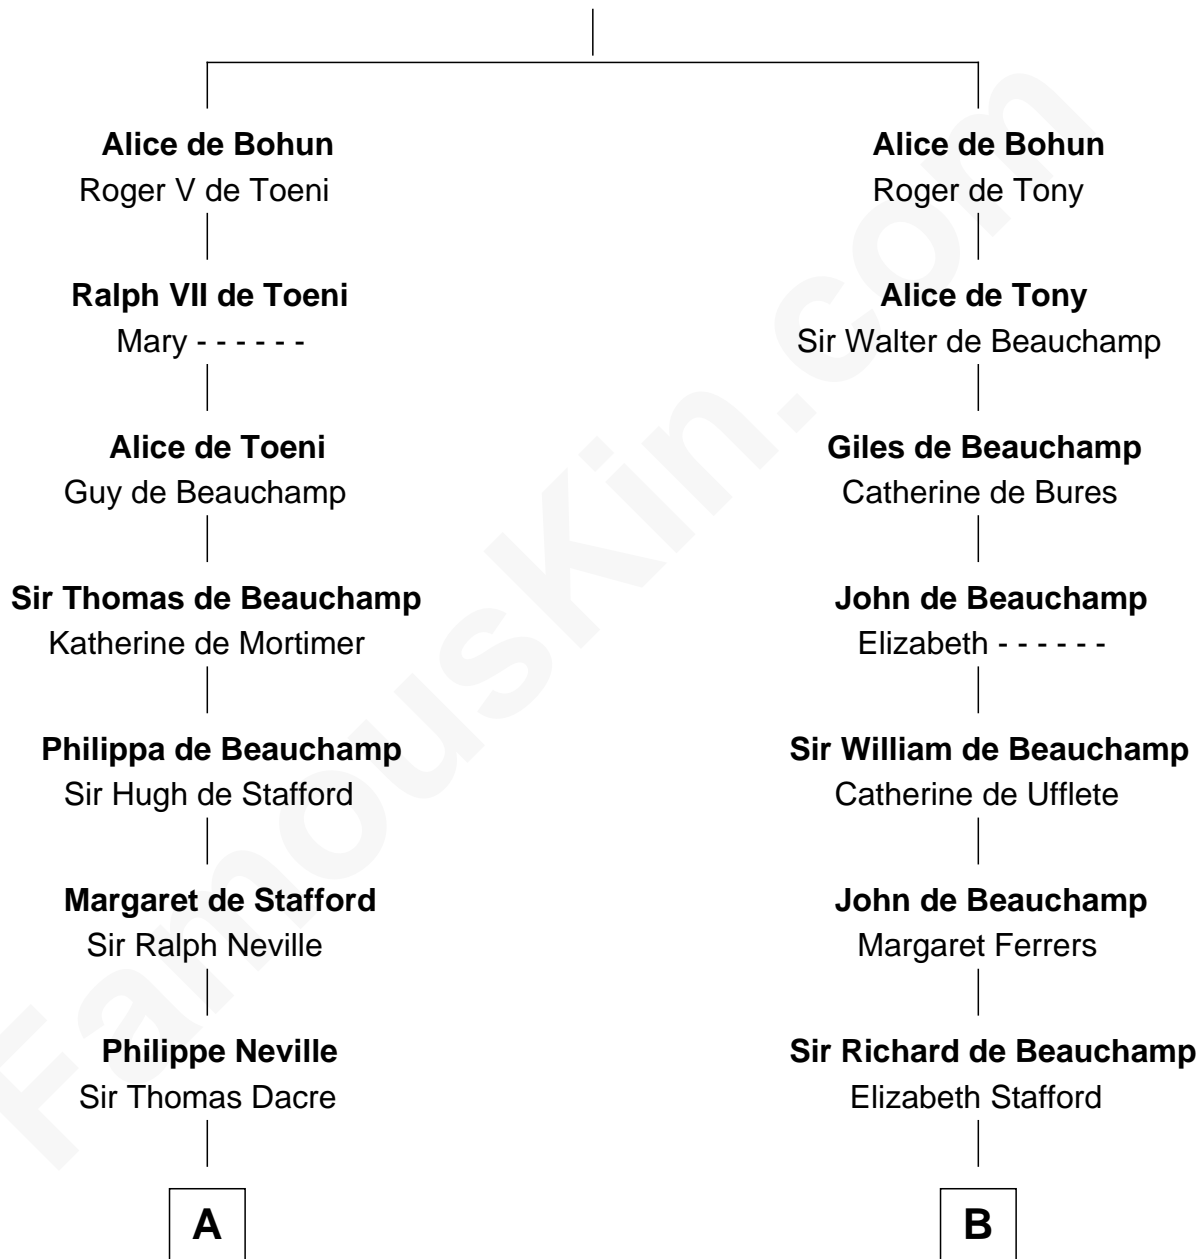 Alice de Bohun
Roger V de Toeni
Ralph VII de Toeni
Mary - - - - - -
Alice de Toeni
Guy de Beauchamp
Sir Thomas de Beauchamp
Katherine de Mortimer
Philippa de Beauchamp
Sir Hugh de Stafford
Margaret de Stafford
Sir Ralph Neville
Philippe Neville
Sir Thomas Dacre
A
Alice de Bohun
Roger de Tony
Alice de Tony
Sir Walter de Beauchamp
Giles de Beauchamp
Catherine de Bures
John de Beauchamp
Elizabeth - - - - - -
Sir William de Beauchamp
Catherine de Ufflete
John de Beauchamp
Margaret Ferrers
Sir Richard de Beauchamp
Elizabeth Stafford
B
FamousKin.com